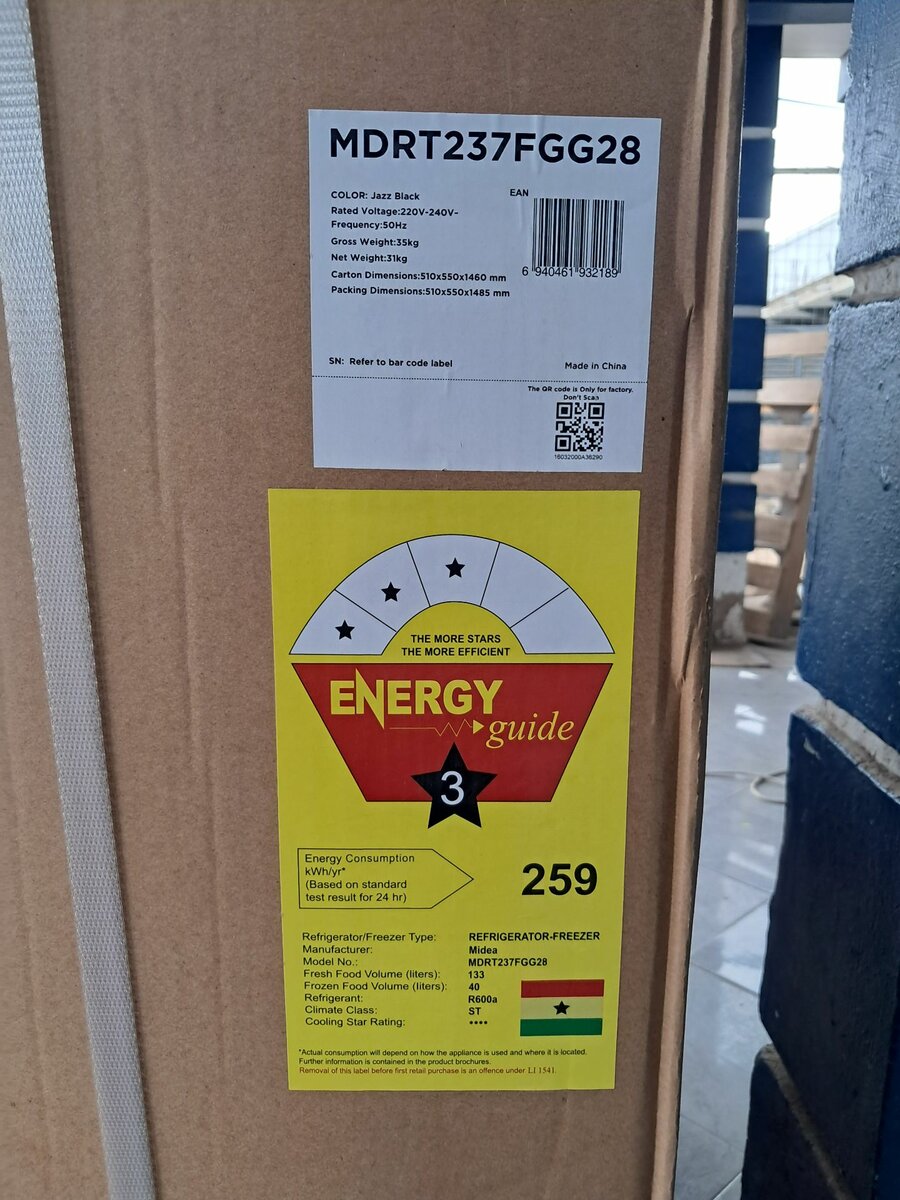 MDRT237FGG28
COLOR: Jazz Black
Rated Voltage:220V-240V~
Frequency:50Hz
Gross Weight:35kg
Net Weight:31kg
Carton Dimensions:510x550x1460 mm
Packing Dimensions:510x550x1485 mm
EAN
6 940461 932189
SN: Refer to bar code label
Made in China
The QR code is Only for factory.
Don't Scan
16032000A36290
THE MORE STARS
THE MORE EFFICIENT
ENERGY
guide
3
Energy Consumption
kWh/yr*
(Based on standard
test result for 24 hr)
259
Refrigerator/Freezer Type: REFRIGERATOR-FREEZER
Manufacturer: Midea
Model No.: MDRT237FGG28
Fresh Food Volume (liters): 133
Frozen Food Volume (liters): 40
Refrigerant: R600a
Climate Class: ST
Cooling Star Rating: ••••
*Actual consumption will depend on how the appliance is used and where it is located.
Further information is contained in the product brochures.
Removal of this label before first retail purchase is an offence under LI 1541.